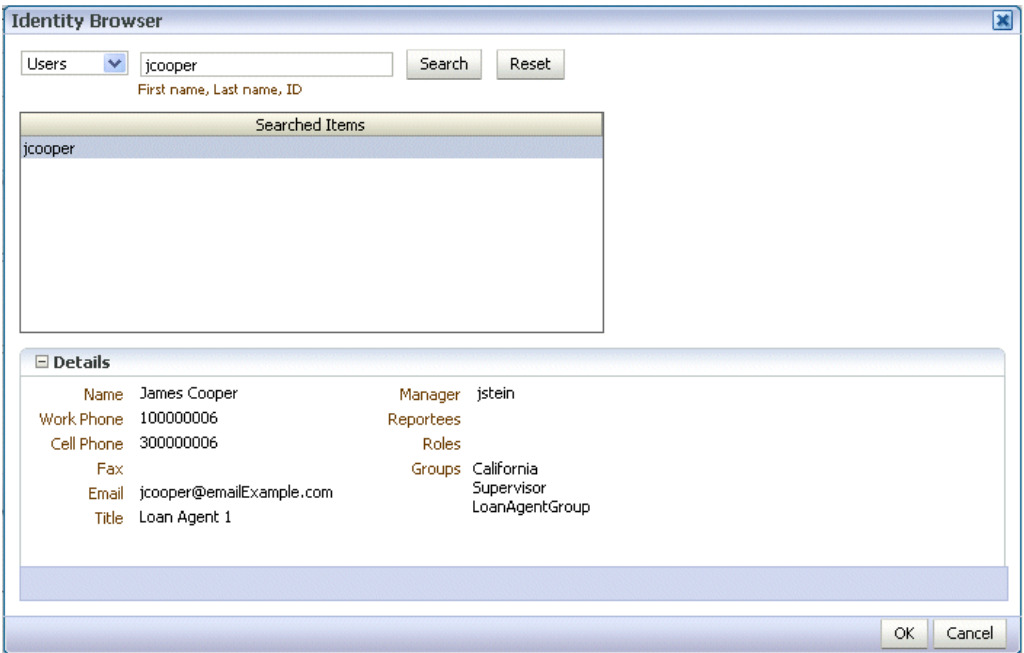 Identity Browser
Users jcooper Search Reset
First name, Last name, ID
Searched Items
jcooper
Details
Name James Cooper Manager jstein
Work Phone 100000006 Reportees
Cell Phone 300000006 Roles
Fax Groups California
Supervisor
Email jcooper@emailExample.com
LoanAgentGroup
Title Loan Agent 1
OK Cancel